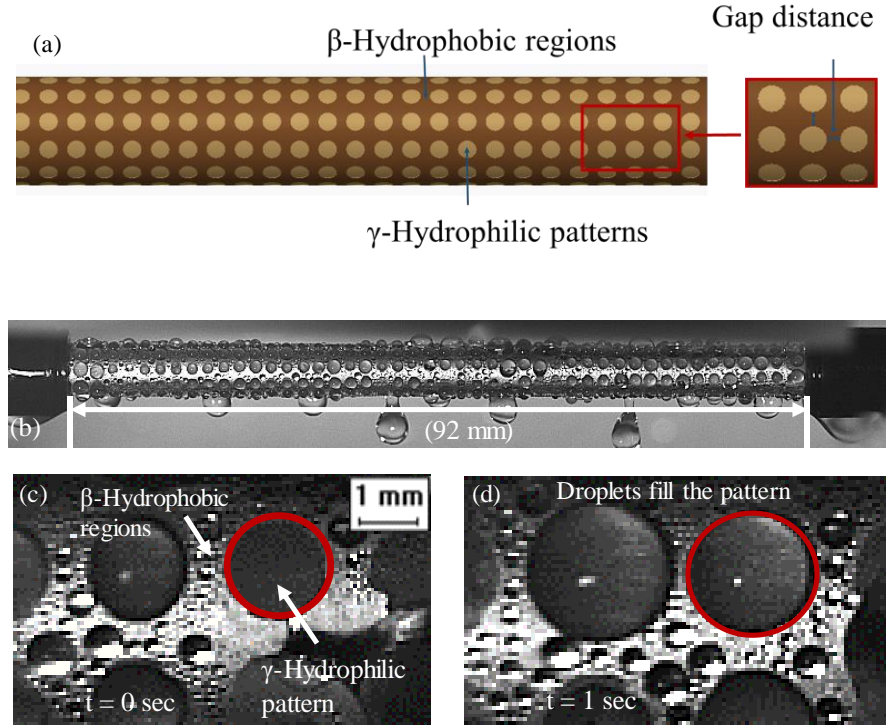 (a)
β-Hydrophobic regions
Gap distance
γ-Hydrophilic patterns
(b)
(92 mm)
(c)
β-Hydrophobic
regions
1 mm
γ-Hydrophilic
pattern
t = 0 sec
(d)
Droplets fill the pattern
t = 1 sec